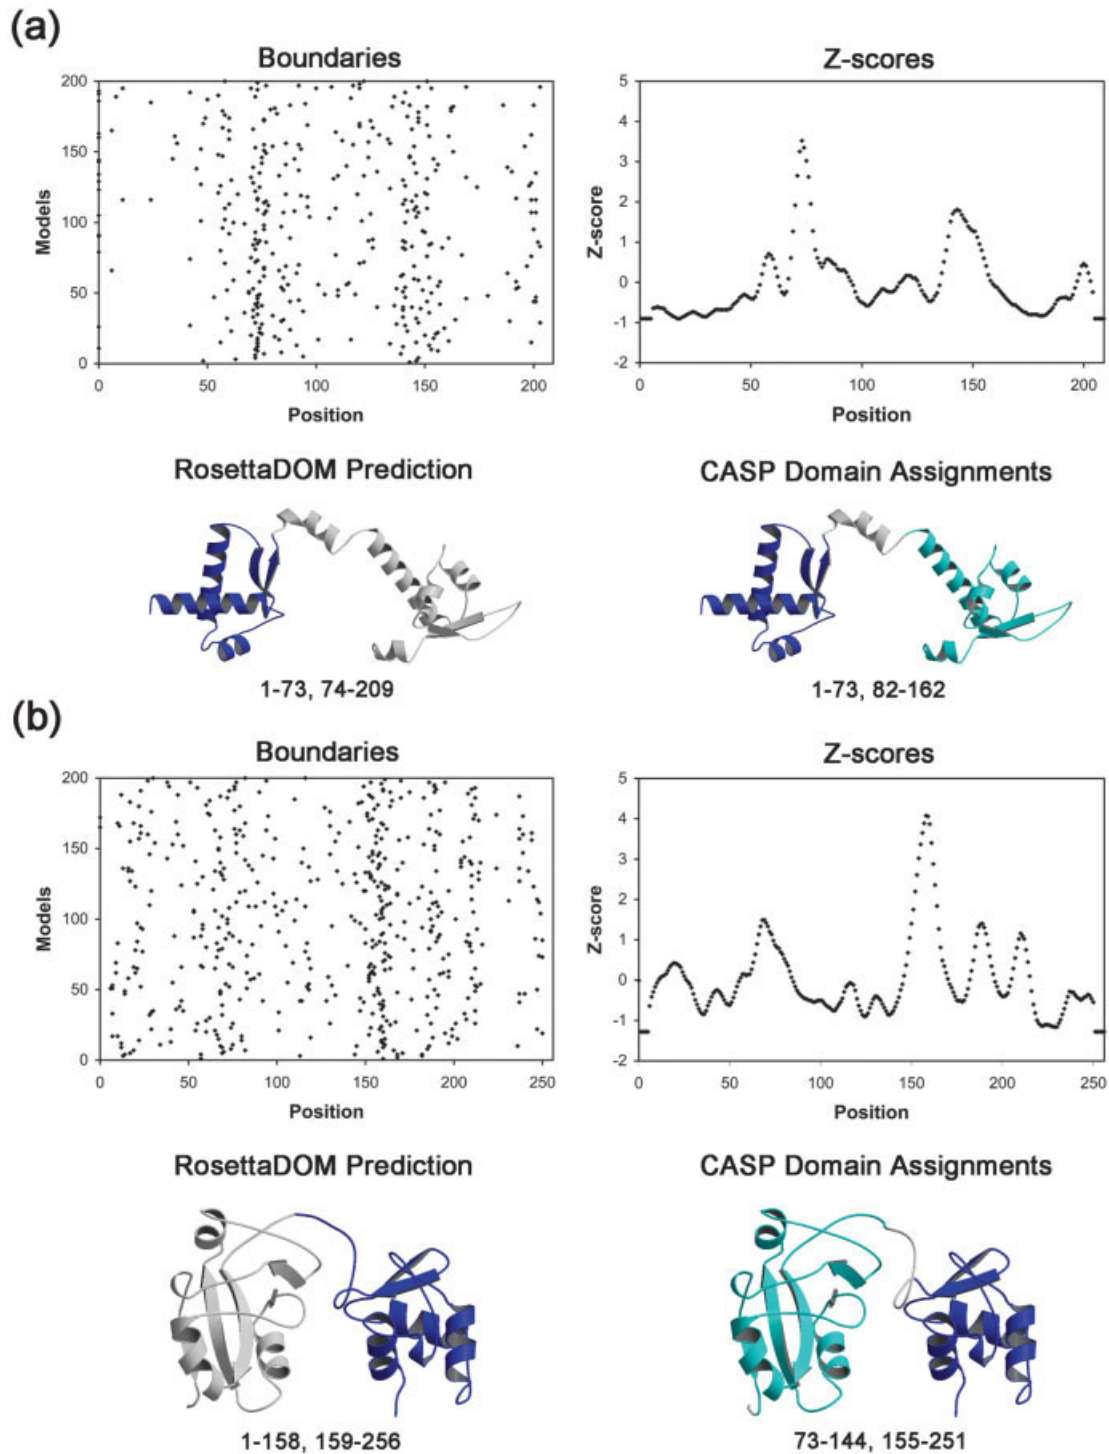 (a)
Boundaries
200
150
100
50
0
Models
0 50 100 150 200
Position
Z-scores
5
4
3
2
1
0
-1
-2
Z-score
0 50 100 150 200
Position
RosettaDOM Prediction
1-73, 74-209
CASP Domain Assignments
1-73, 82-162
(b)
Boundaries
200
150
100
50
0
Models
0 50 100 150 200 250
Position
Z-scores
5
4
3
2
1
0
-1
-2
Z-score
0 50 100 150 200 250
Position
RosettaDOM Prediction
1-158, 159-256
CASP Domain Assignments
73-144, 155-251